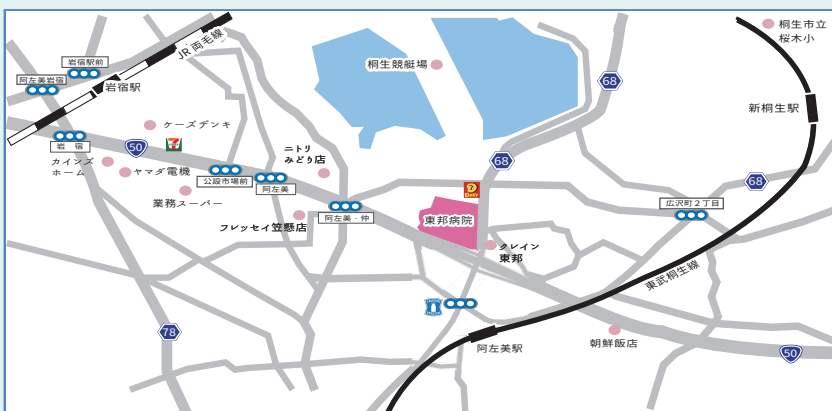 桐生市立
桜木小
JR両毛線
岩宿駅前
阿左美岩宿
岩宿駅
桐生競艇場
68
新桐生駅
ケーズデンキ
50
岩 宿
カインズ
ホーム
ヤマダ電機
業務スーパー
公設市場前
阿左美
ニトリ
みどり店
68
68
広沢町2丁目
フレッセイ笠懸店
阿左美・仲
東邦病院
クレイン
東邦
東武桐生線
78
阿左美駅
朝鮮飯店
50